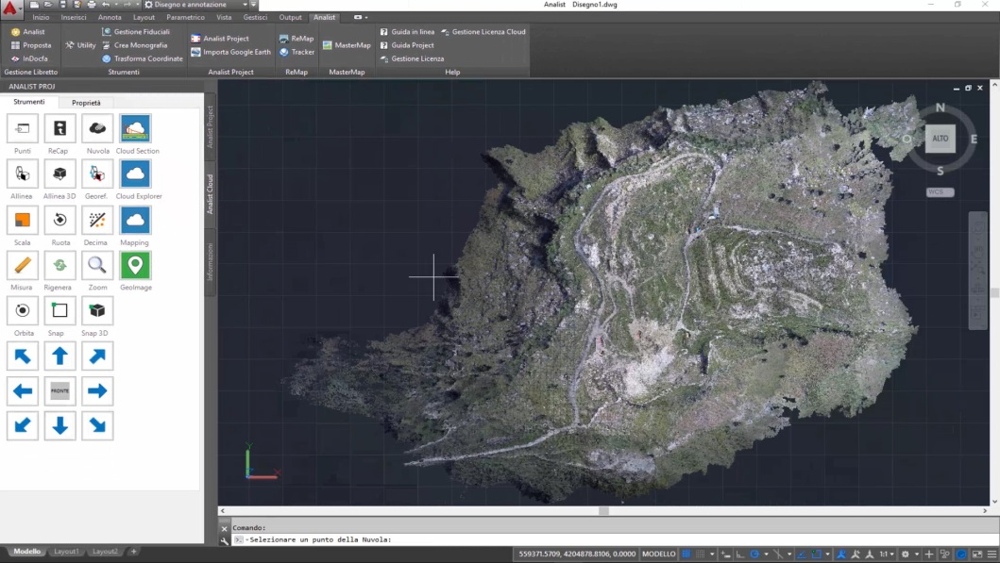 Disegno e annotazione
Analist Disegno1.dwg
Inizio Inserisci Annota Layout Parametrico Vista Gestisci Output Analist
Analist
Proposta
InDocfa
Gestione Libretto
Utility
Gestione Fiduciali
Crea Monografia
Trasforma Coordinate
Strumenti
Analist Project
Importa Google Earth
Analist Project
ReMap
Tracker
ReMap
MasterMap
MasterMap
Guida in linea
Gestione Licenza Cloud
Guida Project
Gestione Licenza
Help
ANALIST PROJ
Strumenti Proprietà
Punti ReCap Nuvola Cloud Section
Allinea Allinea 3D Georef. Cloud Explorer
Scala Ruota Decima Mapping
Misura Rigenera Zoom GeoImage
Orbita Snap Snap 3D
FRONTE
Analist Project
Analist Cloud
Informazioni
N
O ALTO E
S
WCS
Y
X
Comando:
Selezionare un punto della Nuvola:
Modello Layout1 Layout2 +
559371.5709, 4204878.8106, 0.0000 MODELLO
1:1